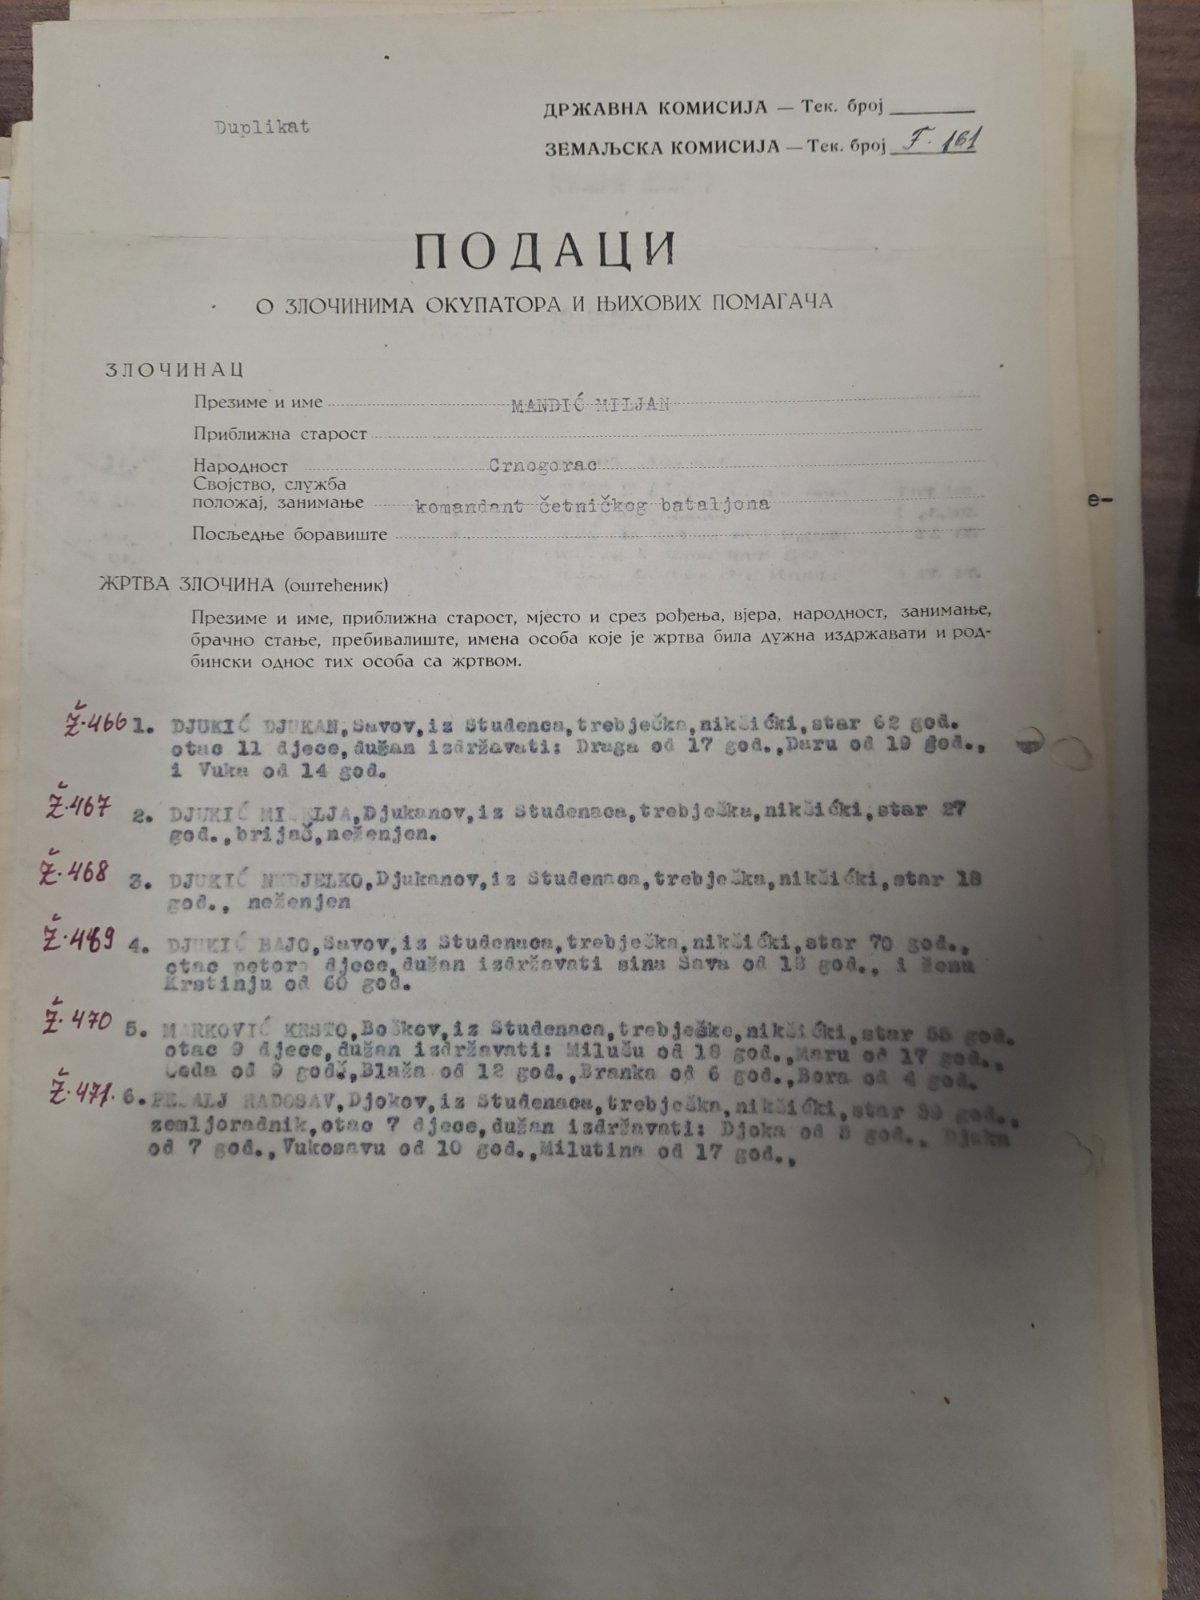 Duplikat
ДРЖАВНА КОМИСИЈА — Тек. број
ЗЕМАЉСКА КОМИСИЈА — Тек. број F. 161
ПОДАЦИ
О ЗЛОЧИНИМА ОКУПАТОРА И ЊИХОВИХ ПОМАГАЧА
ЗЛОЧИНАЦ
Презиме и име MANDIĆ MILJAN
Приближна старост
Народност Crnogorac
Својство, служба
положај, занимање komandant četničkog bataljona
e-
Посљедње боравиште
ЖРТВА ЗЛОЧИНА (оштећеник)
Презиме и име, приближна старост, мјесто и срез рођења, вјера, народност, занимање,
брачно стање, пребивалиште, имена особа које је жртва била дужна издржавати и род-
бински однос тих особа са жртвом.
Ž.466 1. DJUKIĆ DJUKAN,Savov,iz Studenca,trebječka,nikšićki,star 62 god.
otac 11 djece,dužan izdržavati: Draga od 17 god.,Daru od 19 god.,
i Vuka od 14 god.
Ž.467 2. DJUKIĆ Djukanov,iz Studenaca,trebješka,nikšićki,star 27
god.,brijač,neženjen.
Ž.468 3. DJUKIĆ NEDJELKO,Djukanov,iz Studenaca,trebješka,nikšićki,star 18
god., neženjen
Ž.469 4. DJUKIĆ BAJO,Savov,iz Studenaca,trebješka,nikšićki,star 70 god.,
otac petoro djece,dužan izdržavati sina Sava od 18 god., i ženu
Krstinju od 60 god.
Ž.470 5. MARKOVIĆ KRSTO,Boškov,iz Studenaca,trebješke,nikšićki,star god.
otac 9 djece,dužan izdržavati: Milušu od 18 god.,Maru od 17 god.,
od 9 god.,Blaža od 12 god.,Branka od 6 god.,Bora od 4 god.
Ž.471. 6. RADOSAV,Djokov,iz Studenaca,trebješka,nikšićki,star god.,
zemljoradnik,otac 7 djece,dužan izdržavati: Djoka od god., Djuka
od 7 god.,Vukosavu od 10 god.,Milutina od 17 god.,